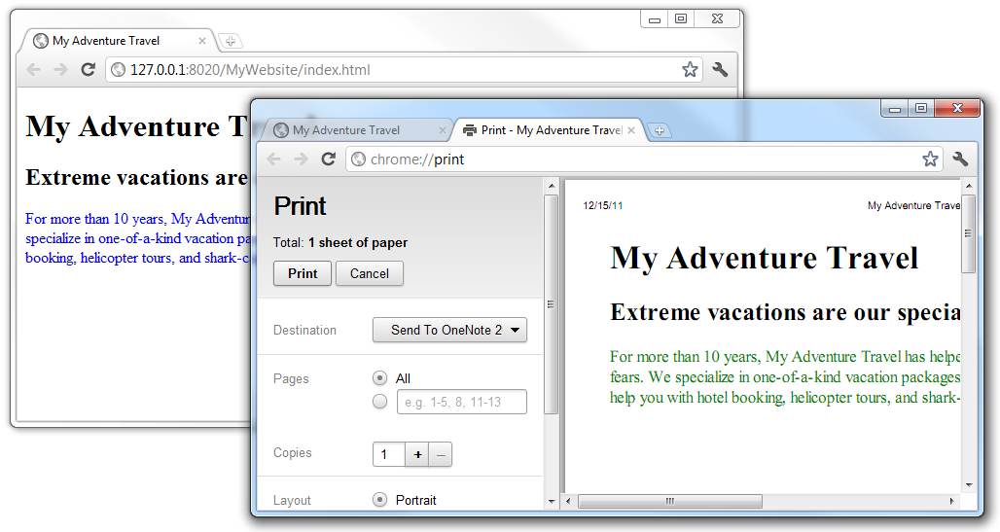 My Adventure Travel
127.0.0.1:8020/MyWebsite/index.html
My Adventure T
Extreme vacations are
For more than 10 years, My Adventu
specialize in one-of-a-kind vacation pa
booking, helicopter tours, and shark-c
My Adventure Travel
Print - My Adventure Travel
chrome://print
Print
Total: 1 sheet of paper
Print
Cancel
Destination
Send To OneNote 2
Pages
All
e.g. 1-5, 8, 11-13
Copies
1
+
–
Layout
Portrait
12/15/11
My Adventure Trave
My Adventure Travel
Extreme vacations are our specia
For more than 10 years, My Adventure Travel has helpe
fears. We specialize in one-of-a-kind vacation packages
help you with hotel booking, helicopter tours, and shark-